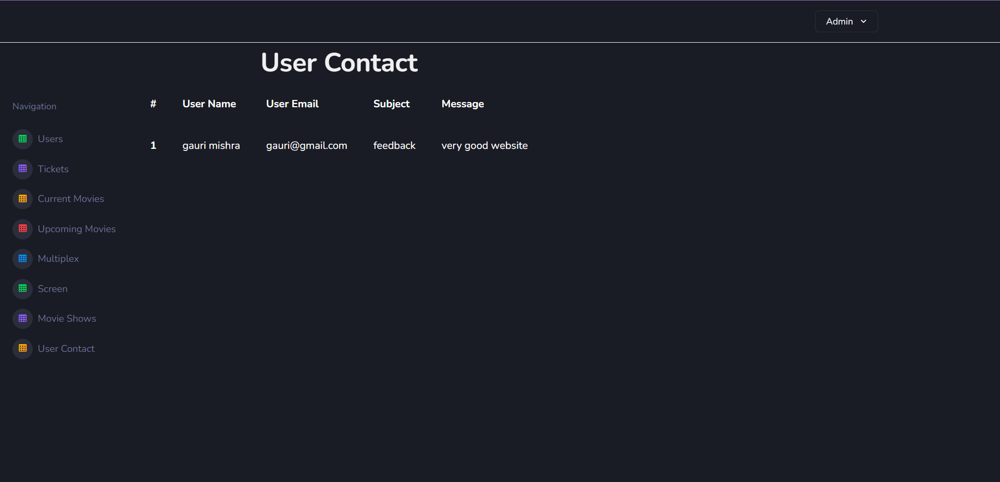 Admin
User Contact
Navigation
Users
Tickets
Current Movies
Upcoming Movies
Multiplex
Screen
Movie Shows
User Contact
# User Name User Email Subject Message
1 gauri mishra gauri@gmail.com feedback very good website